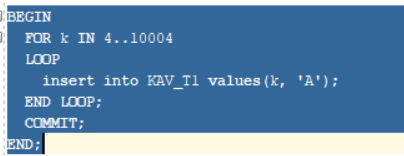 BEGIN
FOR k IN 4..10004
LOOP
insert into KAV_T1 values(k, 'A');
END LOOP;
COMMIT;
END;